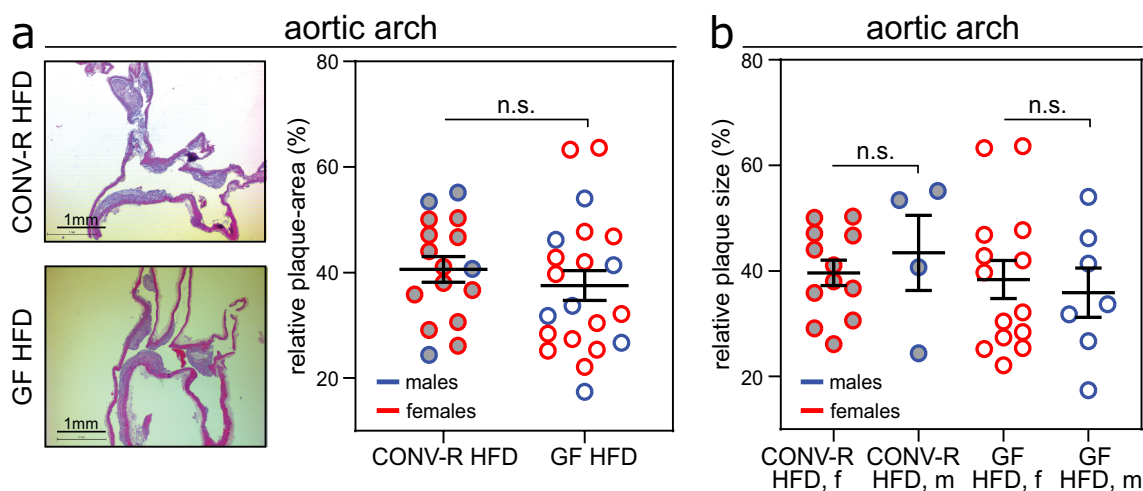 a
aortic arch
CONV-R HFD
1mm
GF HFD
1mm
relative plaque-area (%)
80
60
40
20
n.s.
males
females
CONV-R HFD
GF HFD
b
aortic arch
relative plaque size (%)
80
60
40
20
n.s.
n.s.
males
females
CONV-R
HFD, f
CONV-R
HFD, m
GF
HFD, f
GF
HFD, m